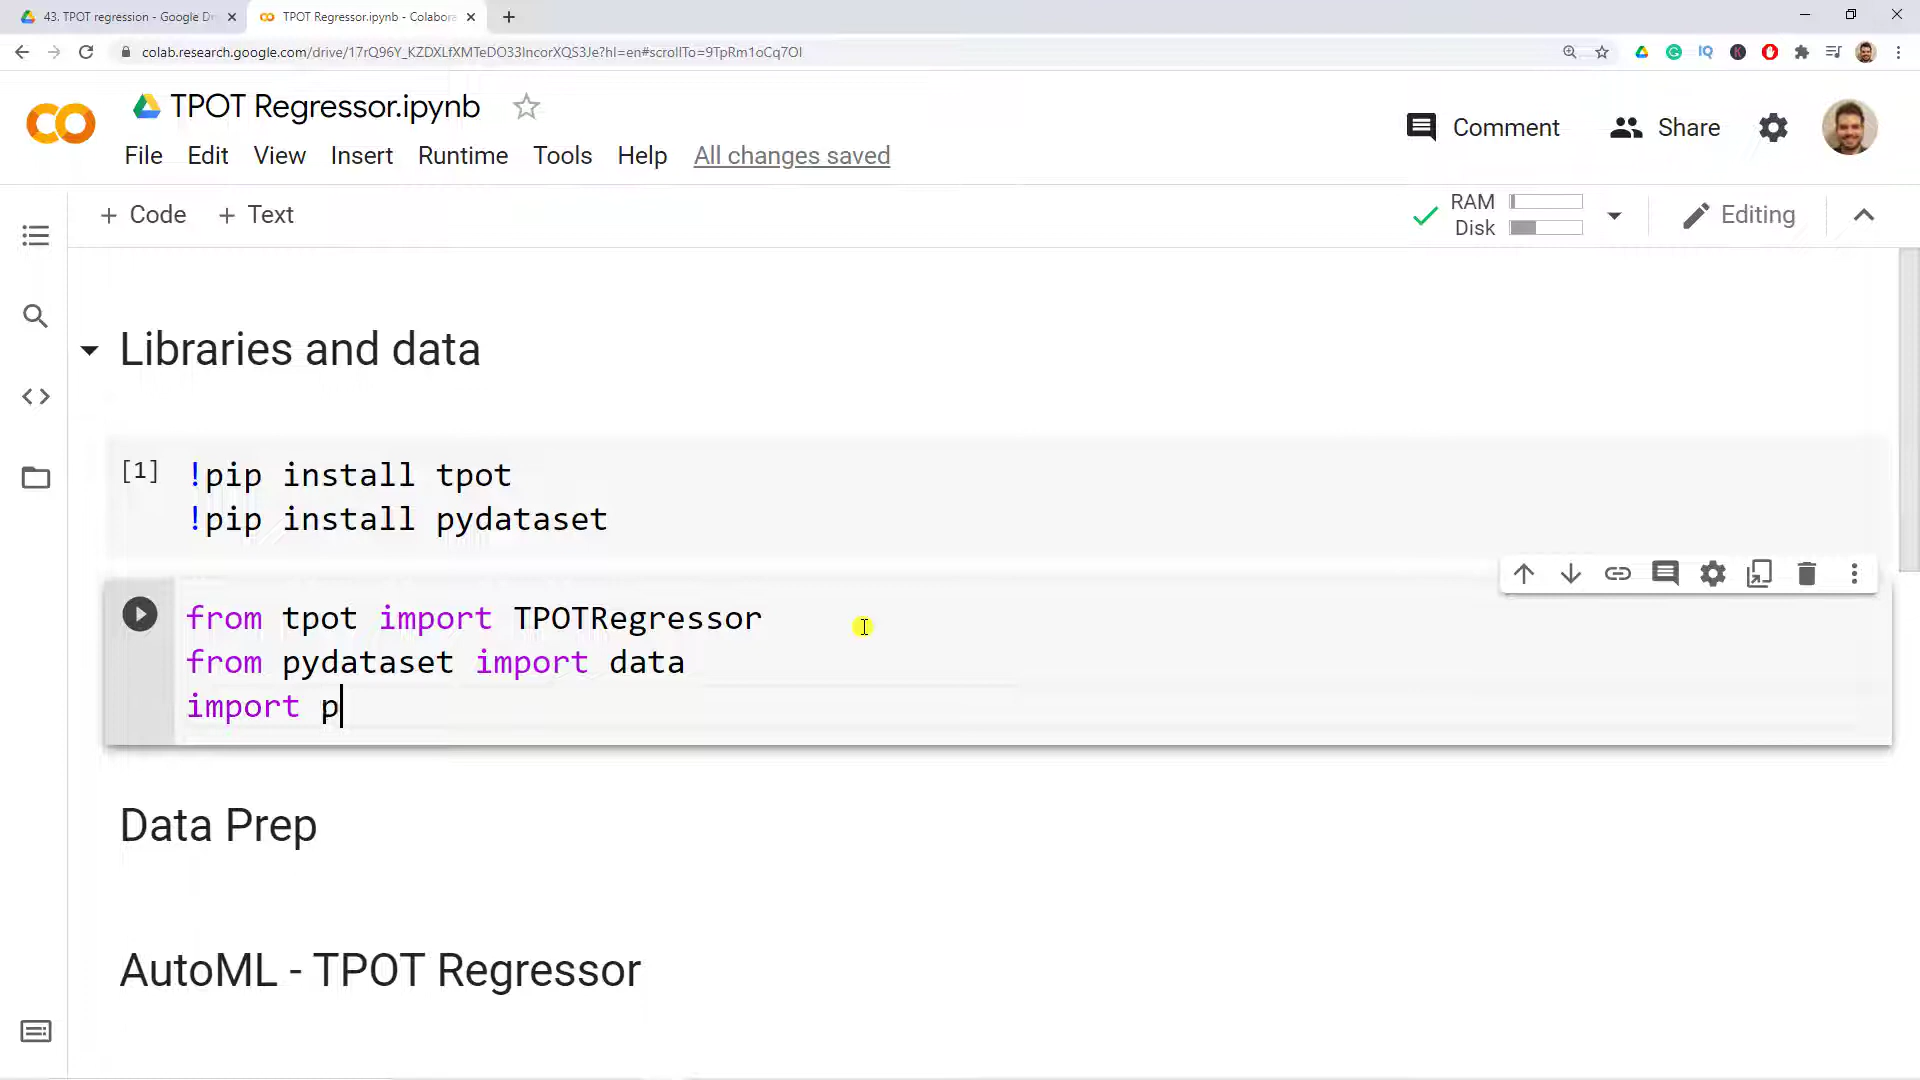 43. TPOT regression - Google Dr
TPOT Regressor.ipynb - Colabora
colab.research.google.com/drive/17rQ96Y_KZDXLfXMTeDO33IncorXQS3Je?hl=en#scrollTo=9TpRm1oCq7OI
TPOT Regressor.ipynb
Comment
Share
File
Edit
View
Insert
Runtime
Tools
Help
All changes saved
+ Code
+ Text
RAM
Disk
Editing
Libraries and data
[1]
!pip install tpot
!pip install pydataset
from tpot import TPOTRegressor
from pydataset import data
import p
Data Prep
AutoML - TPOT Regressor